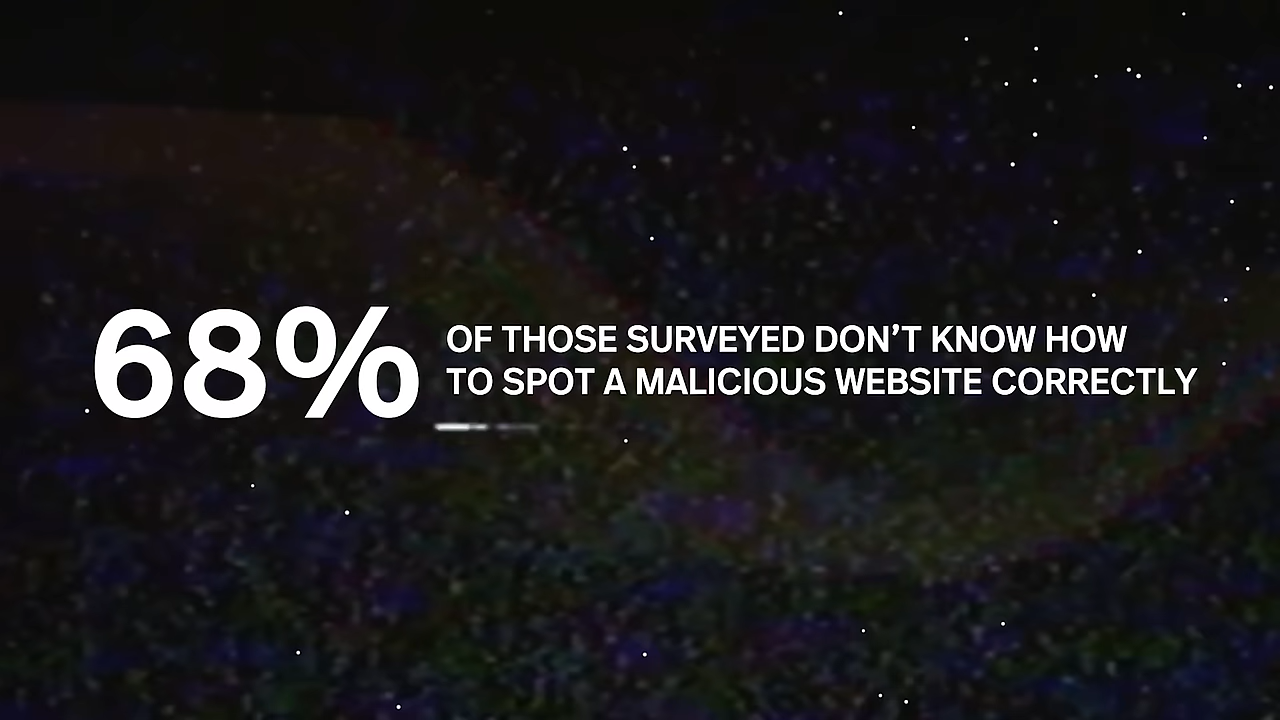 68%
OF THOSE SURVEYED DON’T KNOW HOW
TO SPOT A MALICIOUS WEBSITE CORRECTLY